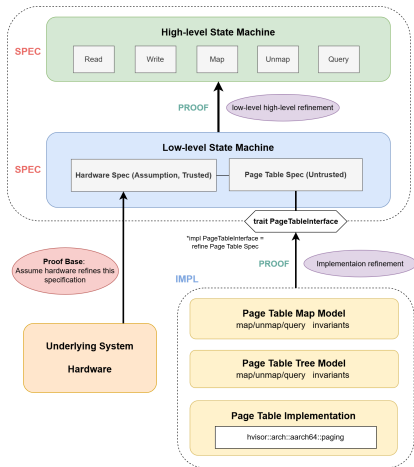 High-level State Machine
SPEC
Read
Write
Map
Unmap
Query
PROOF
low-level high-level refinement
Low-level State Machine
SPEC
Hardware Spec (Assumption, Trusted)
Page Table Spec (Untrusted)
trait PageTableInterface
*impl PageTableInterface =
refine Page Table Spec
Proof Base:
Assume hardware refines this
specification
PROOF
Implementaion refinement
IMPL
Underlying System
Hardware
Page Table Map Model
map/unmap/query invariants
Page Table Tree Model
map/unmap/query invariants
Page Table Implementation
hvisor::arch::aarch64::paging